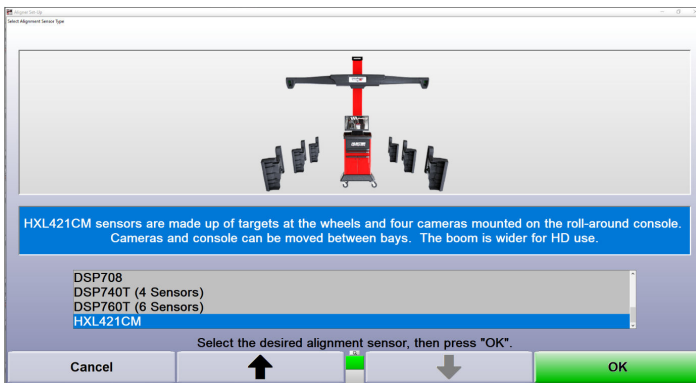 Aligner Set-Up
Select Alignment Sensor Type
HXL421CM sensors are made up of targets at the wheels and four cameras mounted on the roll-around console.
Cameras and console can be moved between bays. The boom is wider for HD use.
DSP708
DSP740T (4 Sensors)
DSP760T (6 Sensors)
HXL421CM
Select the desired alignment sensor, then press "OK".
Cancel
OK